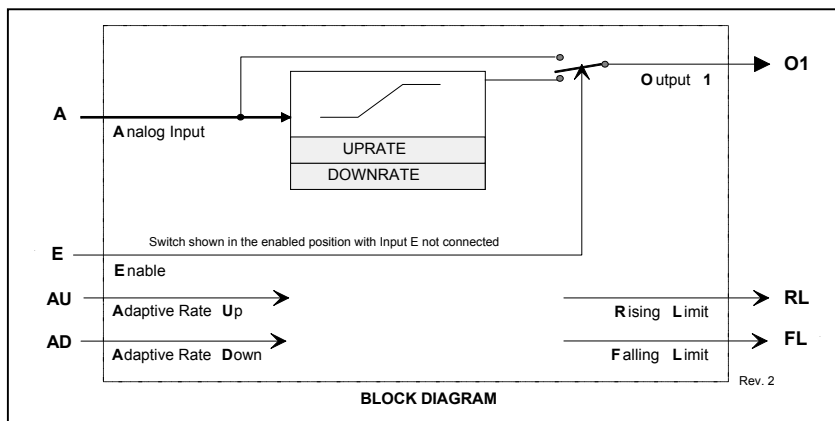 O1
Output 1
A
Analog Input
UPRATE
DOWNRATE
Switch shown in the enabled position with Input E not connected
E
Enable
AU
Adaptive Rate Up
Rising Limit
RL
AD
Adaptive Rate Down
Falling Limit
FL
Rev. 2
BLOCK DIAGRAM